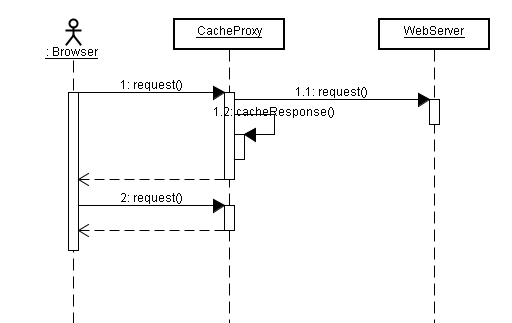 : Browser
CacheProxy
WebServer
1: request()
1.1: request()
1.2: cacheResponse()
2: request()